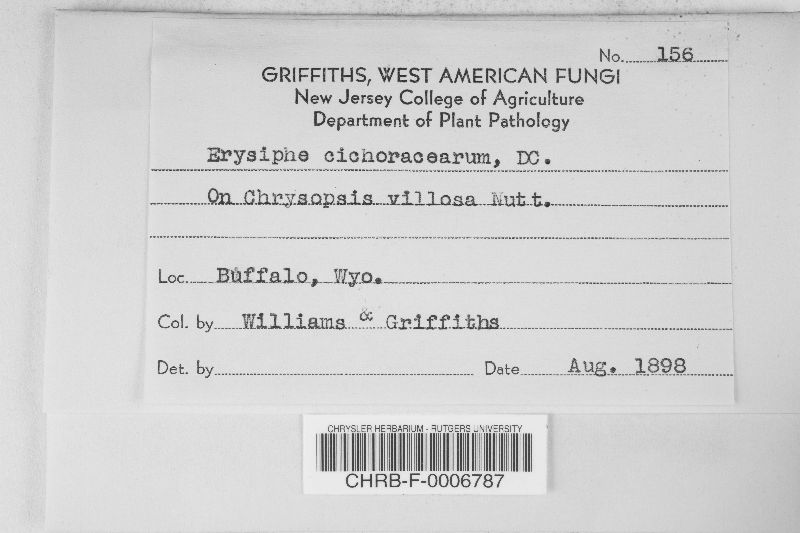 No. 156
GRIFFITHS, WEST AMERICAN FUNGI
New Jersey College of Agriculture
Department of Plant Pathology
Erysiphe cichoracearum, DC.
On Chrysopsis villosa Nutt.
Loc. Buffalo, Wyo.
Col. by Williams & Griffiths
Det. by Date Aug. 1898
CHRYSLER HERBARIUM - RUTGERS UNIVERSITY
CHRB-F-0006787